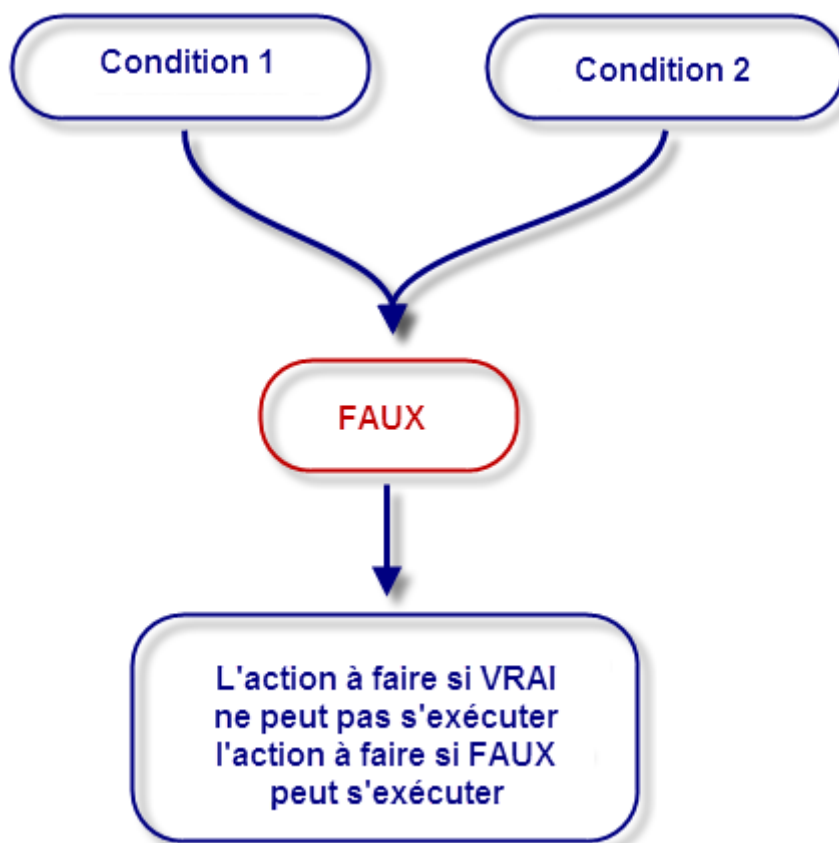 Condition 1
Condition 2
FAUX
L'action à faire si VRAI
ne peut pas s'exécuter
l'action à faire si FAUX
peut s'exécuter